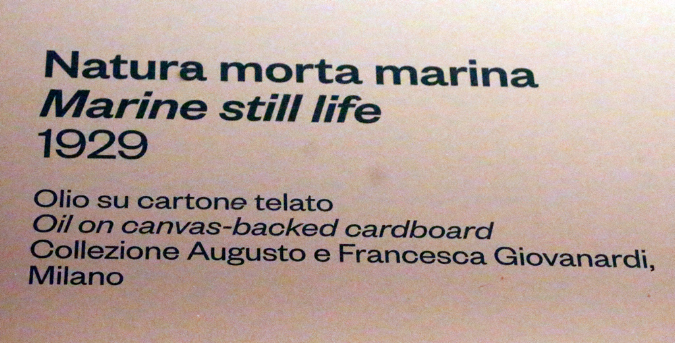 Natura morta marina
Marine still life
1929
Olio su cartone telato
Oil on canvas-backed cardboard
Collezione Augusto e Francesca Giovanardi,
Milano